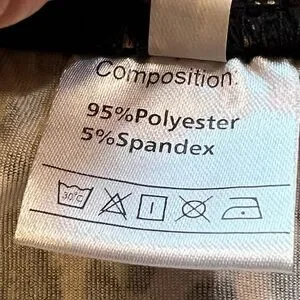 Composition:
95%Polyester
5%Spandex
30°C